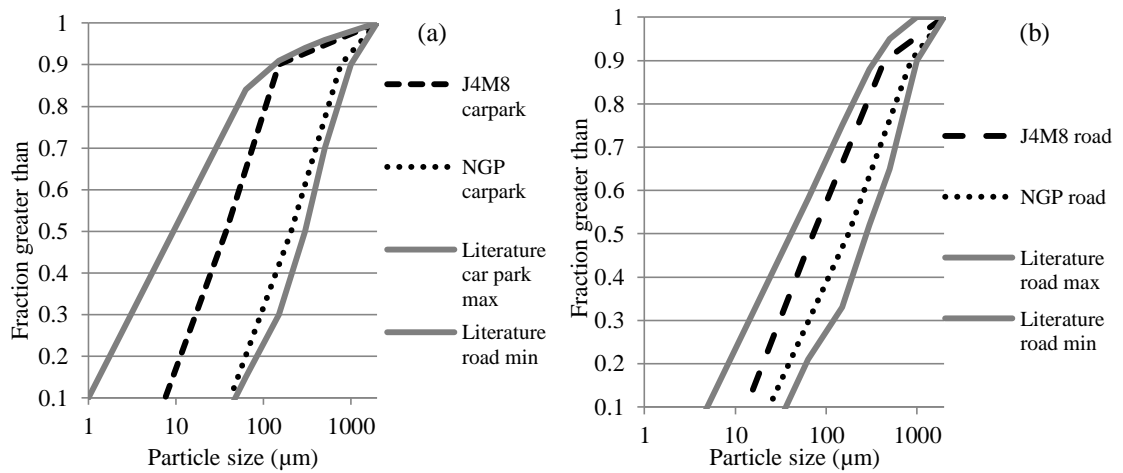 (a)
Fraction greater than
1
0.9
0.8
0.7
0.6
0.5
0.4
0.3
0.2
0.1
1
10
100
1000
Particle size (µm)
J4M8
carpark
NGP
carpark
Literature
car park
max
Literature
road min
(b)
Fraction greater than
1
0.9
0.8
0.7
0.6
0.5
0.4
0.3
0.2
0.1
1
10
100
1000
Particle size (µm)
J4M8 road
NGP road
Literature
road max
Literature
road min